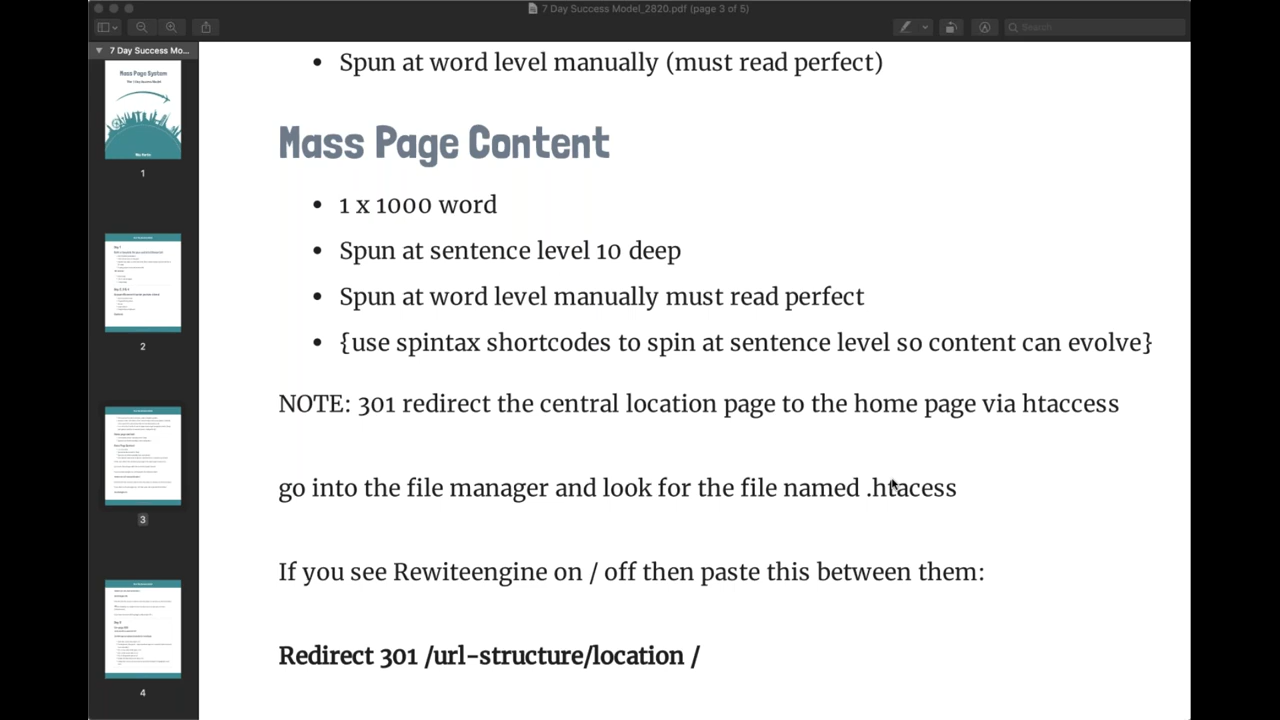 7 Day Success Model_2820.pdf (page 3 of 5)
Search
7 Day Success Mo...
Mass Page System
1
2
3
4
• Spun at word level manually (must read perfect)
Mass Page Content
• 1 x 1000 word
• Spun at sentence level 10 deep
• Spun at word level manually must read perfect
• {use spintax shortcodes to spin at sentence level so content can evolve}
NOTE: 301 redirect the central location page to the home page via htaccess
go into the file manager and look for the file named .htacess
If you see Rewiteengine on / off then paste this between them:
Redirect 301 /url-structure/location /